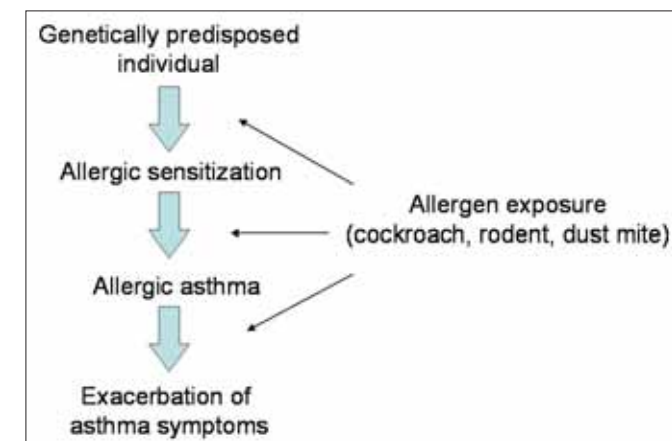 Genetically predisposed
individual
Allergic sensitization
Allergen exposure
(cockroach, rodent, dust mite)
Allergic asthma
Exacerbation of
asthma symptoms